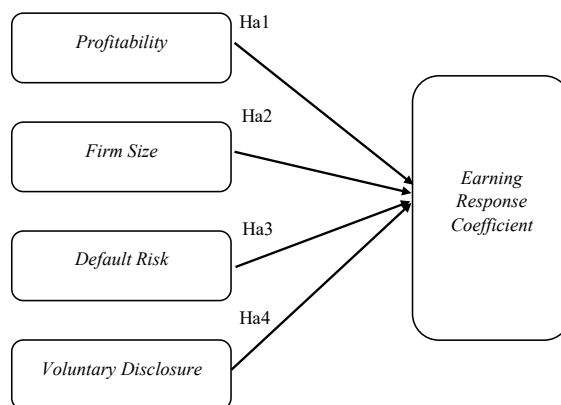 Profitability
Ha1
Firm Size
Ha2
Default Risk
Ha3
Voluntary Disclosure
Ha4
Earning
Response
Coefficient